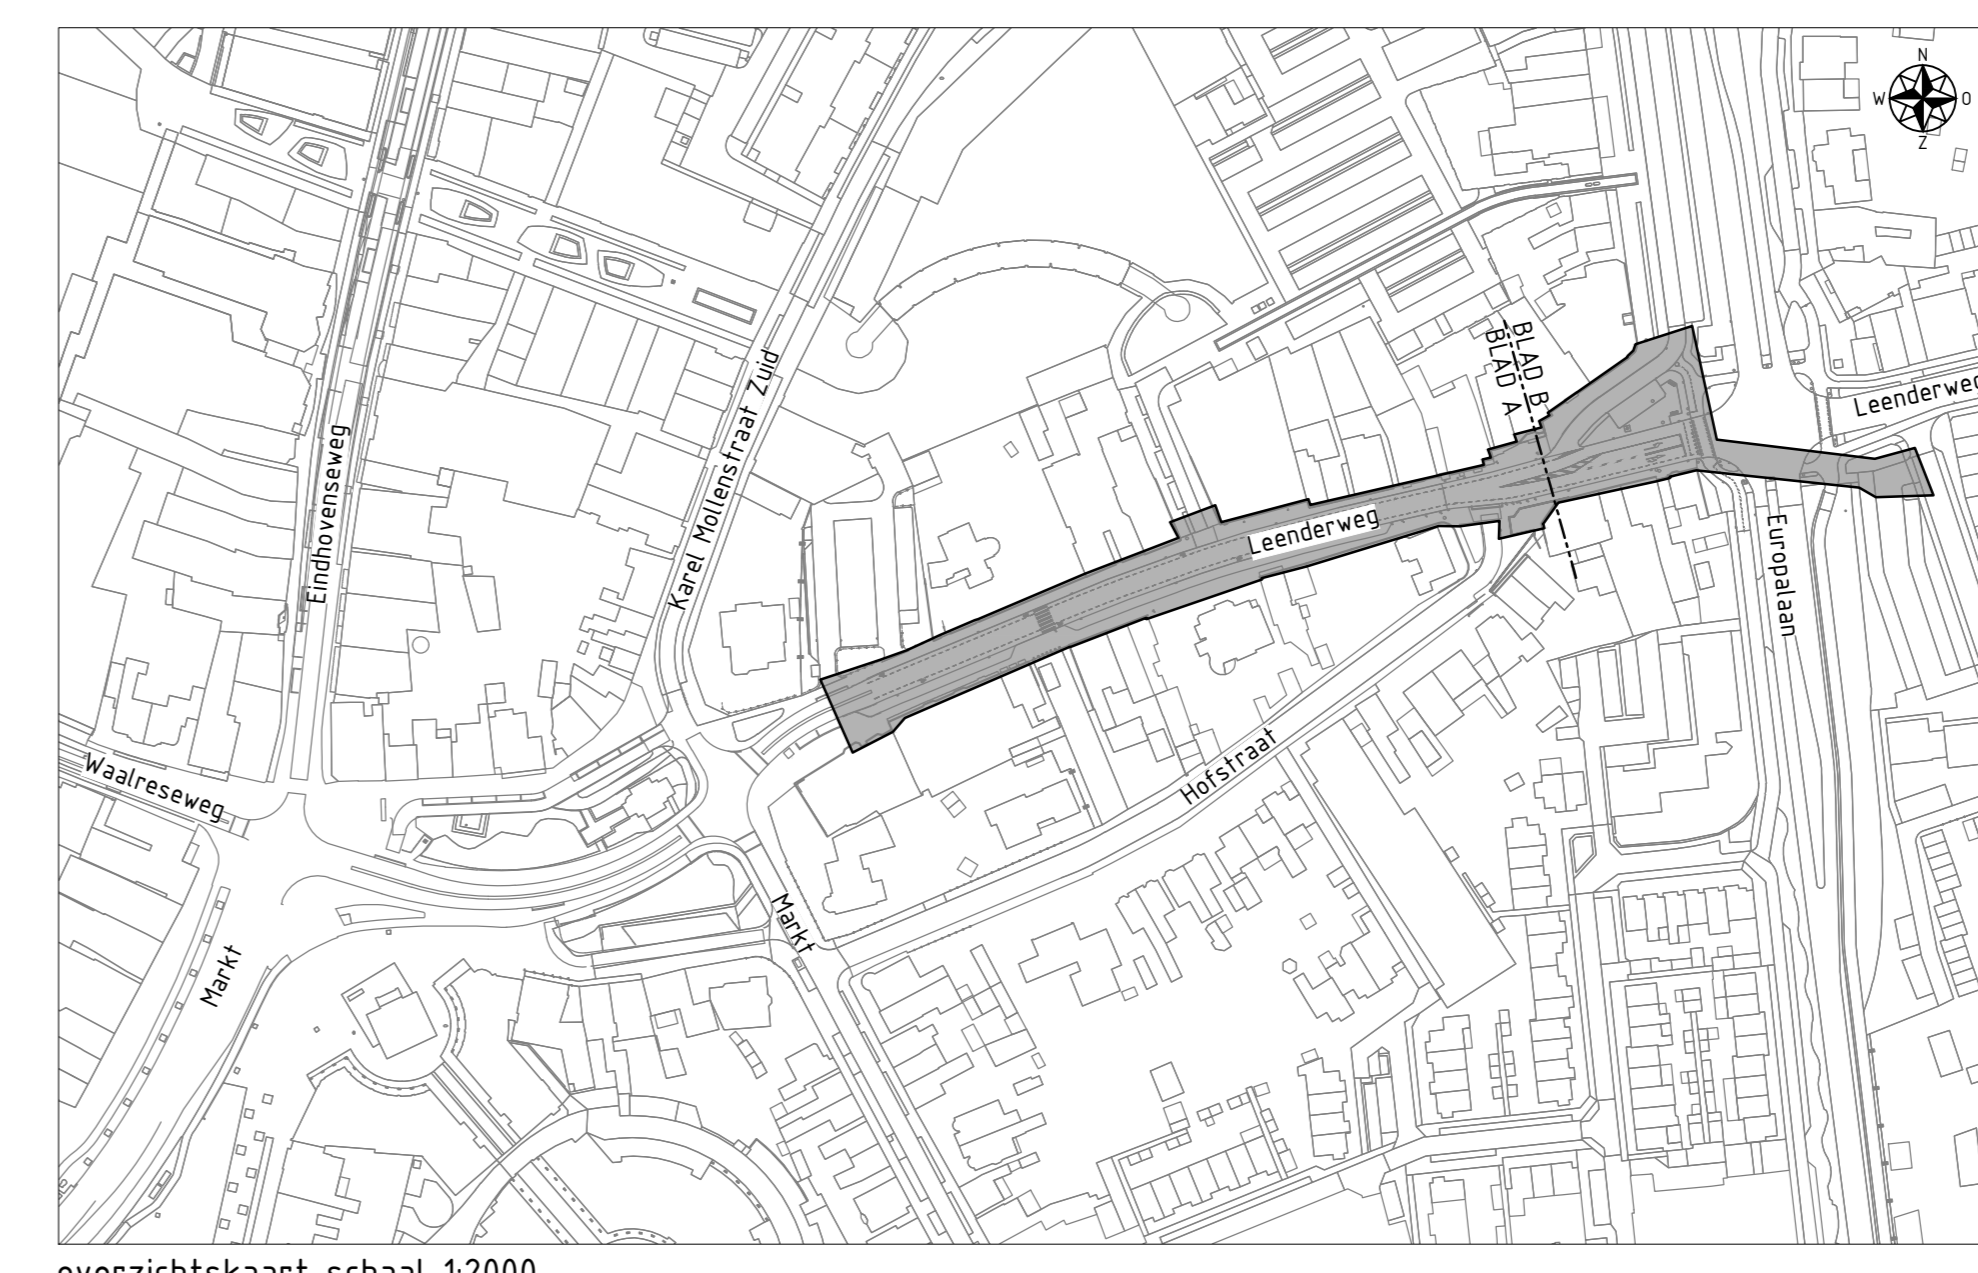 N
W
O
Z
BLAD B
BLAD A
Leenderweg
Karel Mollenstraat Zuid
Eindhovenseweg
Leenderweg
Europalaan
Waalreseweg
Hofstraat
Markt
Markt
overzichtskaart schaal 1:2000